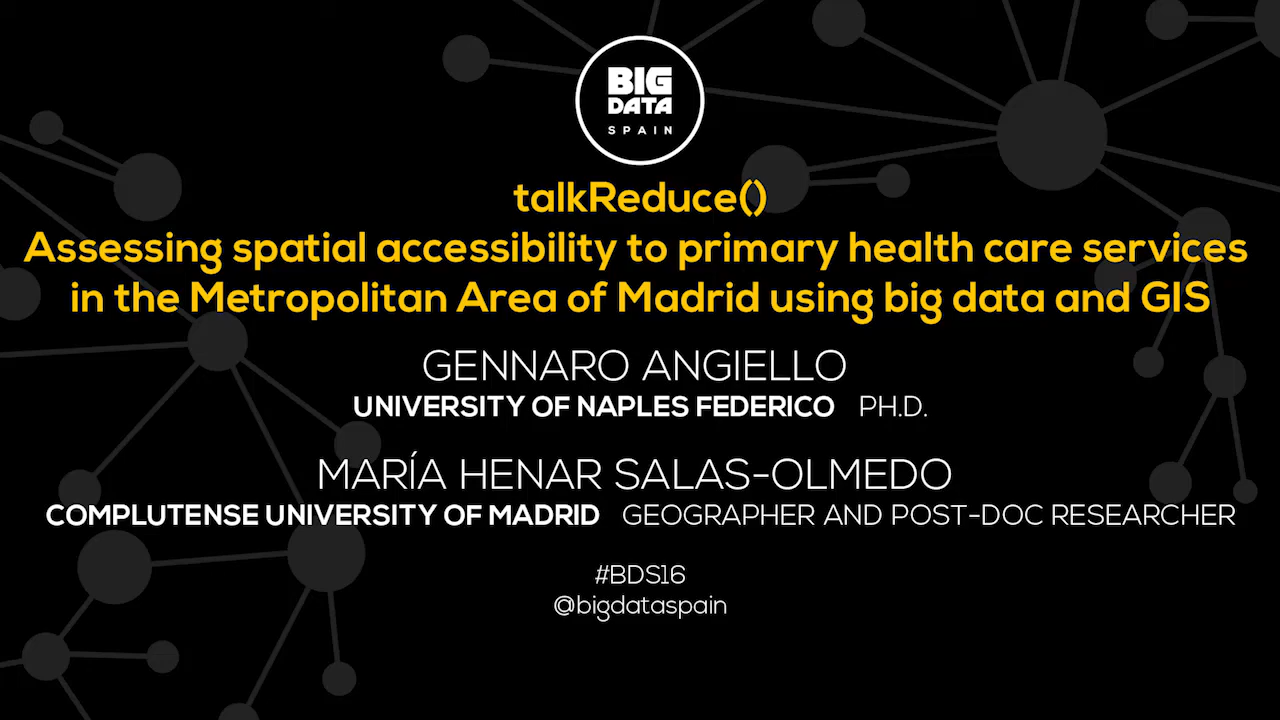 BIG
DATA
SPAIN
talkReduce()
Assessing spatial accessibility to primary health care services
in the Metropolitan Area of Madrid using big data and GIS
GENNARO ANGIELLO
UNIVERSITY OF NAPLES FEDERICO PH.D.
MARÍA HENAR SALAS-OLMEDO
COMPLUTENSE UNIVERSITY OF MADRID GEOGRAPHER AND POST-DOC RESEARCHER
#BDS16
@bigdataspain